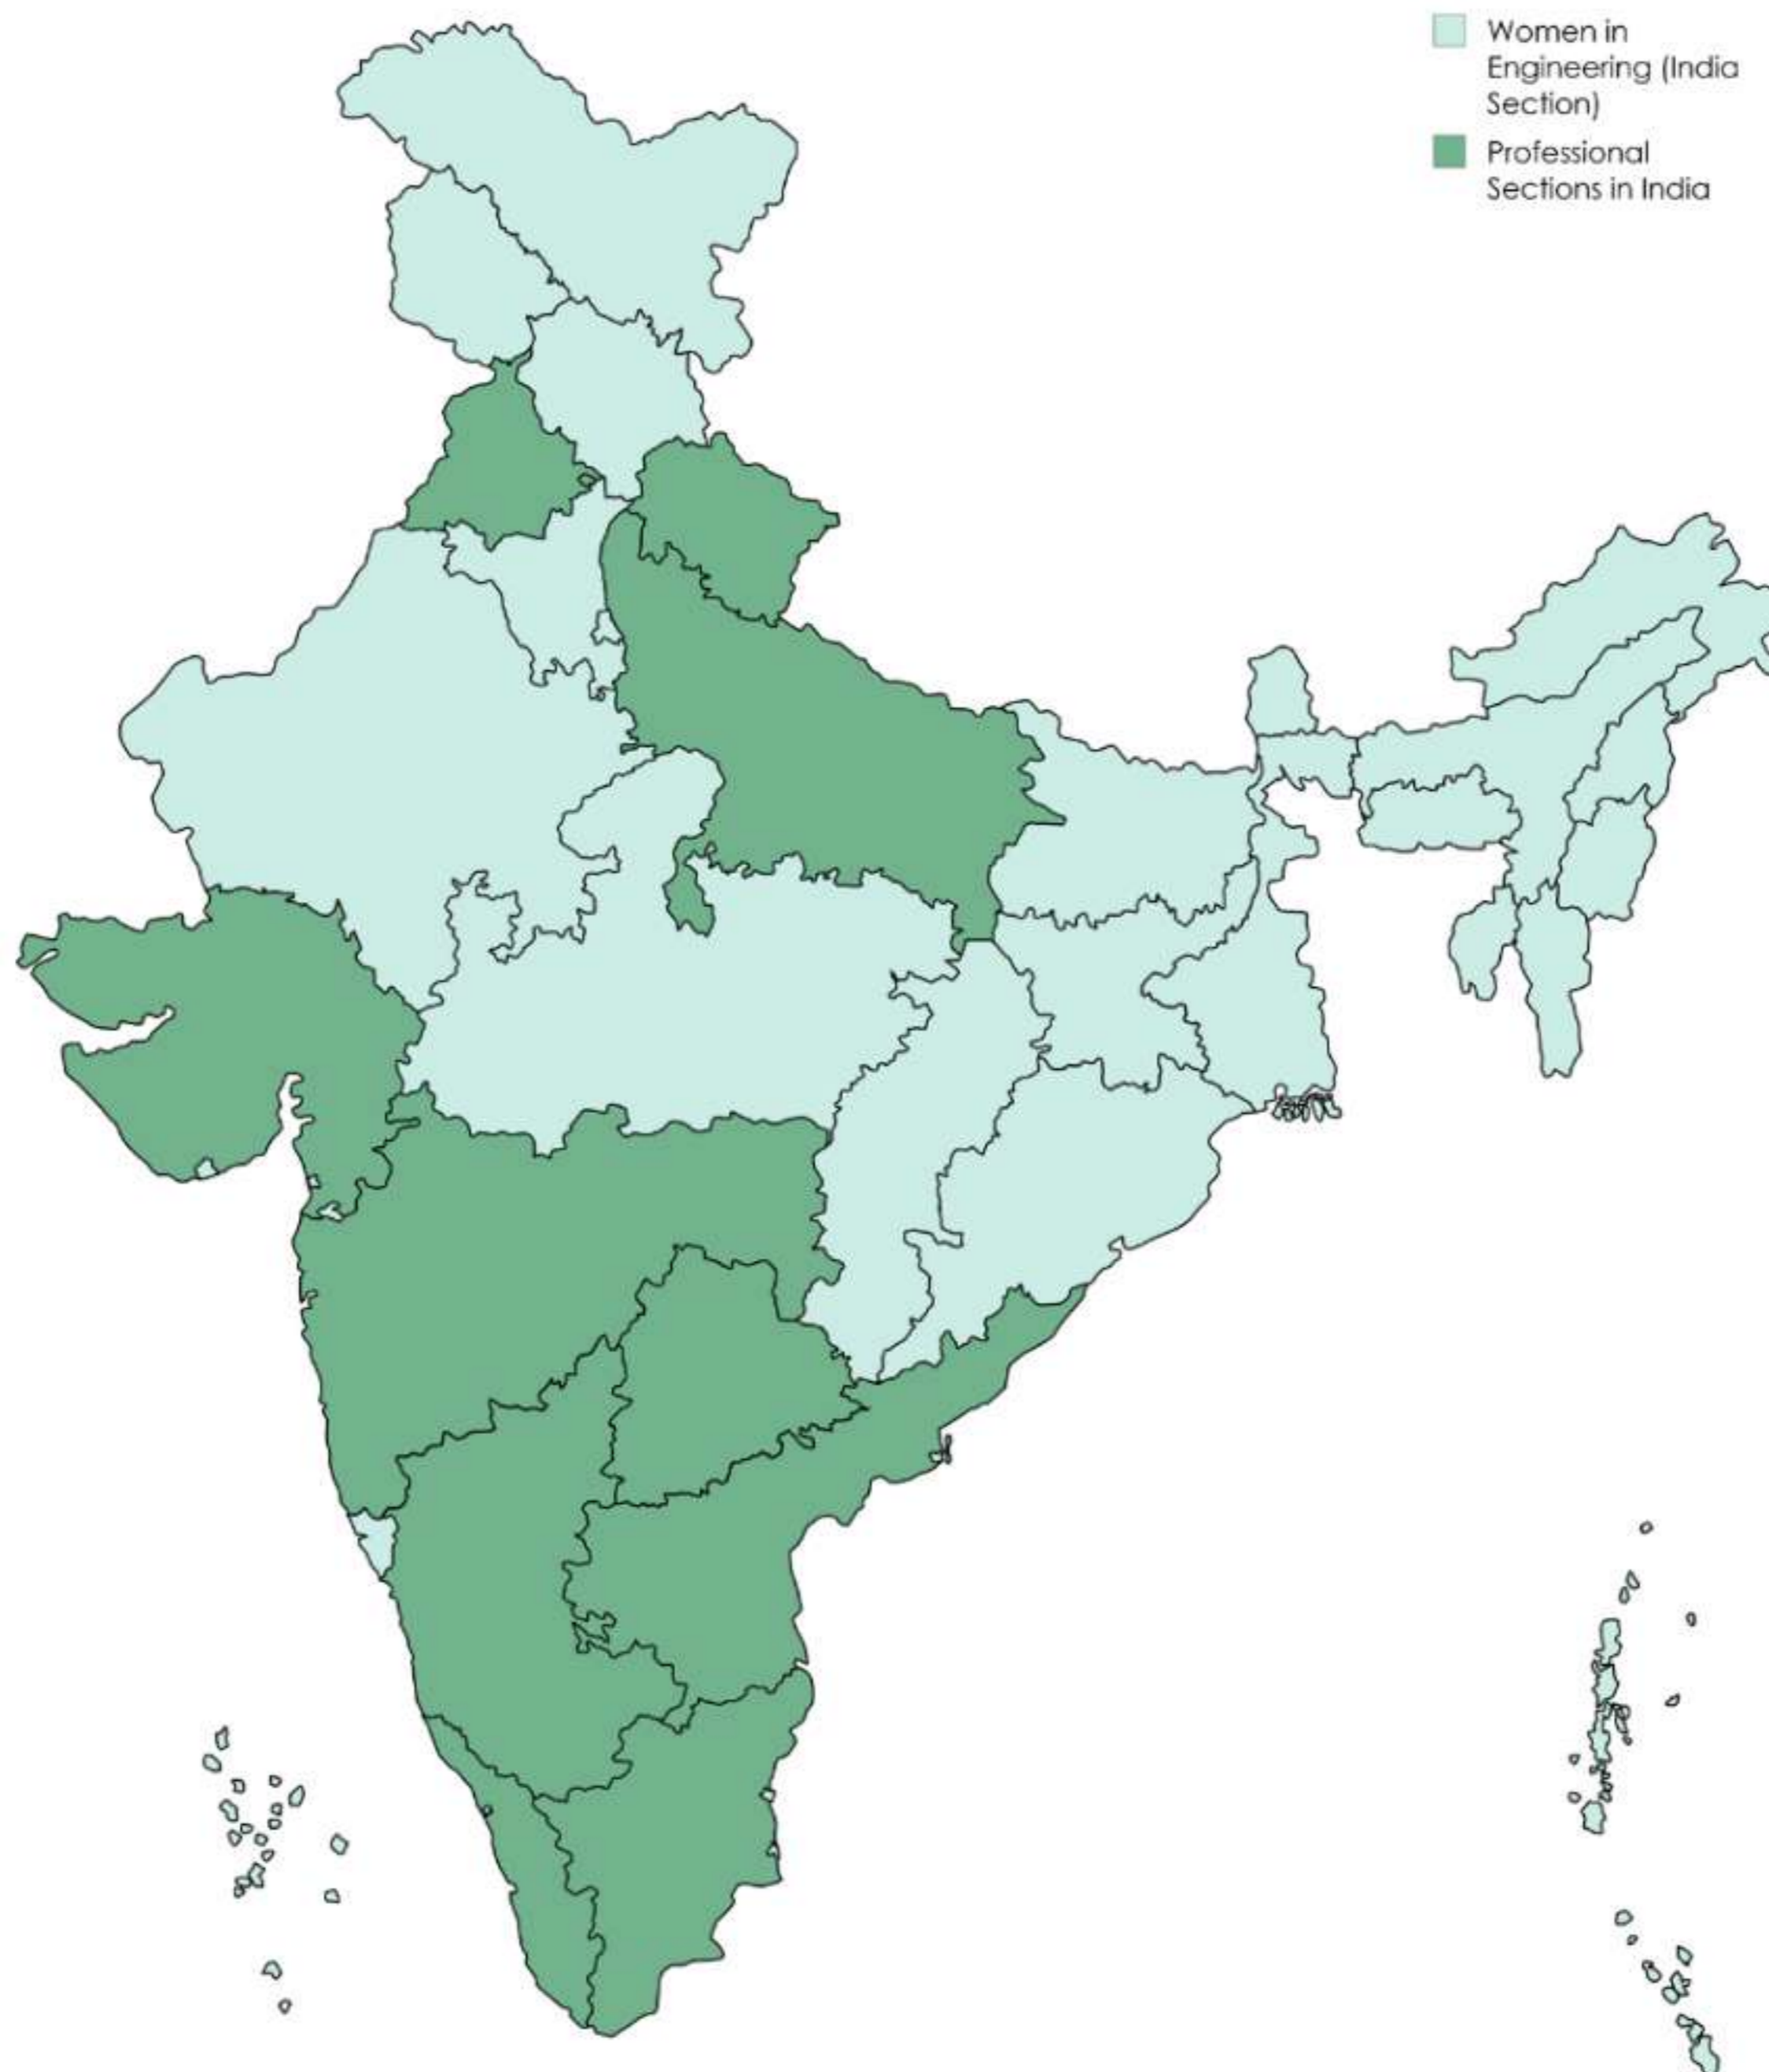 Women in
Engineering (India
Section)
Professional
Sections in India